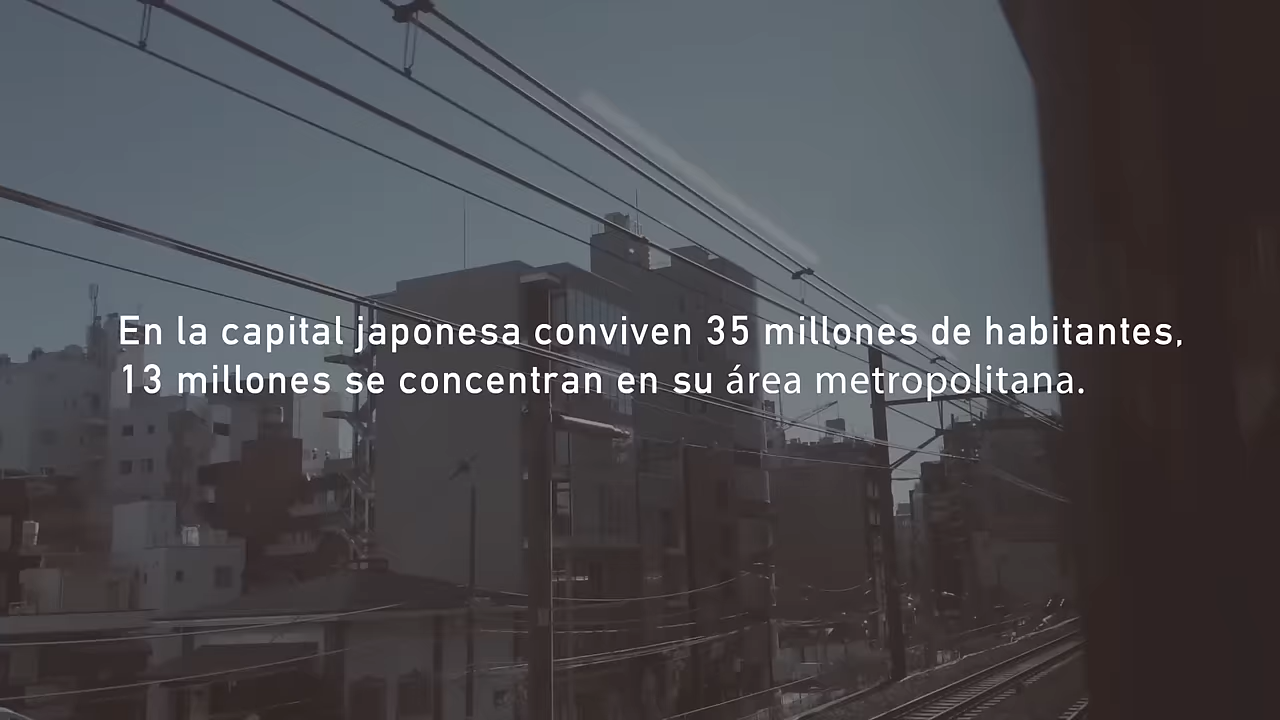 En la capital japonesa conviven 35 millones de habitantes,
13 millones se concentran en su área metropolitana.